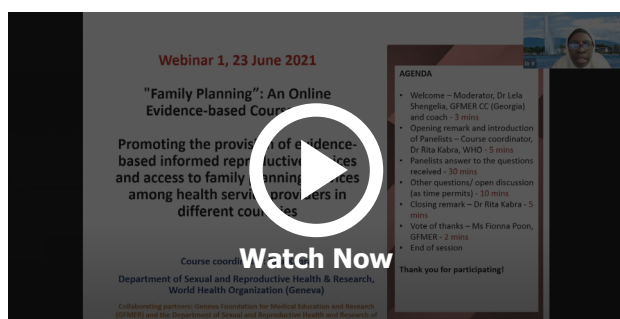 Webinar 1, 23 June 2021
"Family Planning”: An Online
Evidence-based Cours
Promoting the provision of evidence-
based informed reproductive services
and access to family planning services
among health service providers in
different countries
Watch Now
Course coordi
Department of Sexual and Reproductive Health & Research,
World Health Organization (Geneva)
Collaborating partners: Geneva Foundation for Medical Education and Research
(GFMER) and the Department of Sexual and Reproductive Health and Research of
AGENDA
• Welcome – Moderator, Dr Lela
Shengelia, GFMER CC (Georgia)
and coach - 3 mins
• Opening remark and introduction
of Panelists – Course coordinator,
Dr Rita Kabra, WHO - 5 mins
• Panelists answer to the questions
received - 30 mins
• Other questions/ open discussion
(as time permits) - 10 mins
• Closing remark – Dr Rita Kabra - 5
mins
• Vote of thanks – Ms Fionna Poon,
GFMER - 2 mins
• End of session
Thank you for participating!